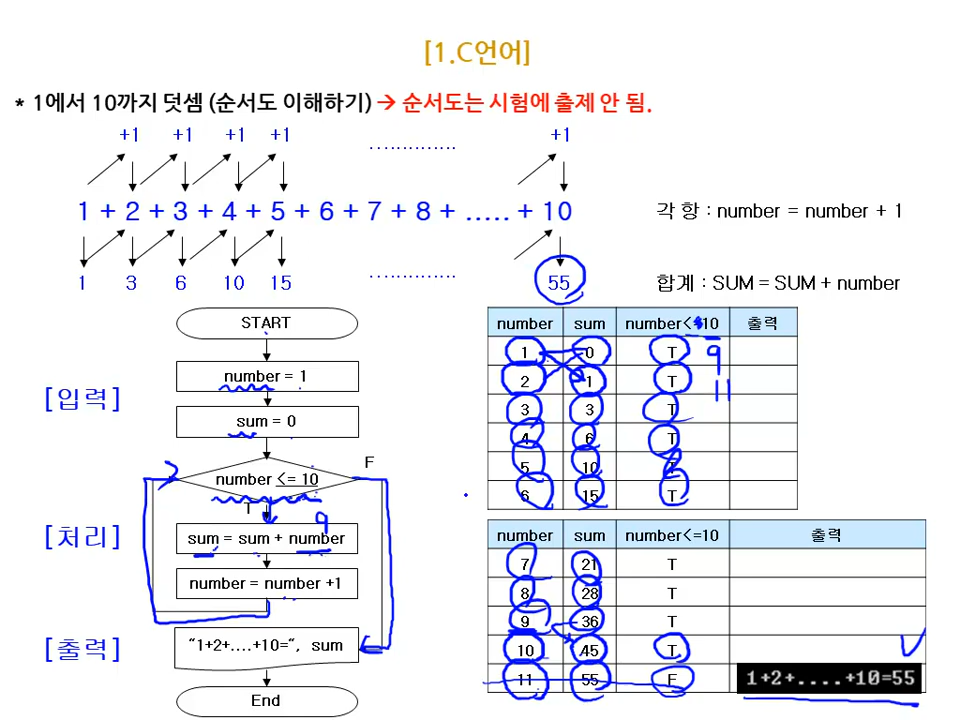 [1.C언어]
* 1에서 10까지 덧셈 (순서도 이해하기) → 순서도는 시험에 출제 안 됨.
+1 +1 +1 +1 ............. +1
1 + 2 + 3 + 4 + 5 + 6 + 7 + 8 + ..... + 10
각 항 : number = number + 1
1 3 6 10 15 ............. 55
합계 : SUM = SUM + number
START
number = 1
[입력]
sum = 0
number <= 10
F
T
9
[처리]
sum = sum + number
number = number +1
[출력]
"1+2+....+10=", sum
End
number sum number<=10 출력
1 0 T 9
2 1 T 11
3 3 T
4 6 T
5 10 T
6 15 T
number sum number<=10 출력
7 21 T
8 28 T
9 36 T
10 45 T
11 55 F 1+2+....+10=55